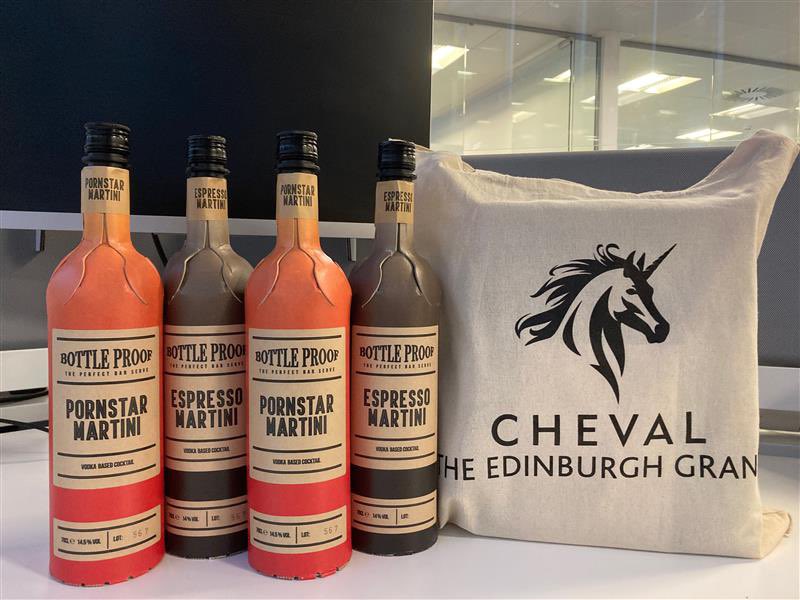 PORNSTAR
MARTINI
BOTTLE PROOF
THE PERFECT BAR SERVE
PORNSTAR
MARTINI
VODKA BASED COCKTAIL
70CL e 14.5% VOL
LOT: 567
ESPRESSO
MARTINI
BOTTLE PROOF
THE PERFECT BAR SERVE
ESPRESSO
MARTINI
VODKA BASED COCKTAIL
14% VOL
LOT:
PORNSTAR
MARTINI
BOTTLE PROOF
THE PERFECT BAR SERVE
PORNSTAR
MARTINI
VODKA BASED COCKTAIL
70CL e 14.5% VOL
LOT: 567
ESPRESSO
MARTINI
BOTTLE PROOF
THE PERFECT BAR SERVE
ESPRESSO
MARTINI
VODKA BASED COCKTAIL
70CL e 14% VOL
LOT:
CHEVAL
THE EDINBURGH GRAN